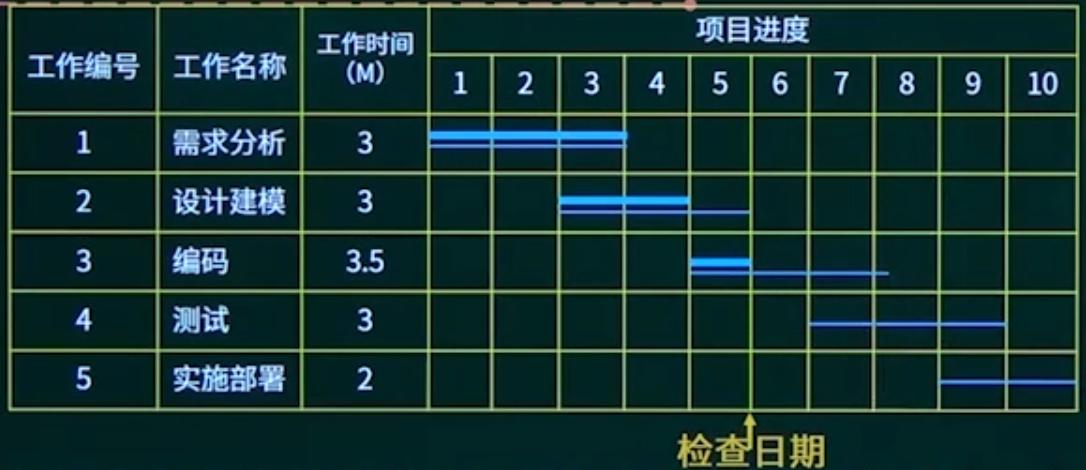 工作编号 工作名称 工作时间（M） 项目进度
1 2 3 4 5 6 7 8 9 10
1 需求分析 3
2 设计建模 3
3 编码 3.5
4 测试 3
5 实施部署 2
检查日期